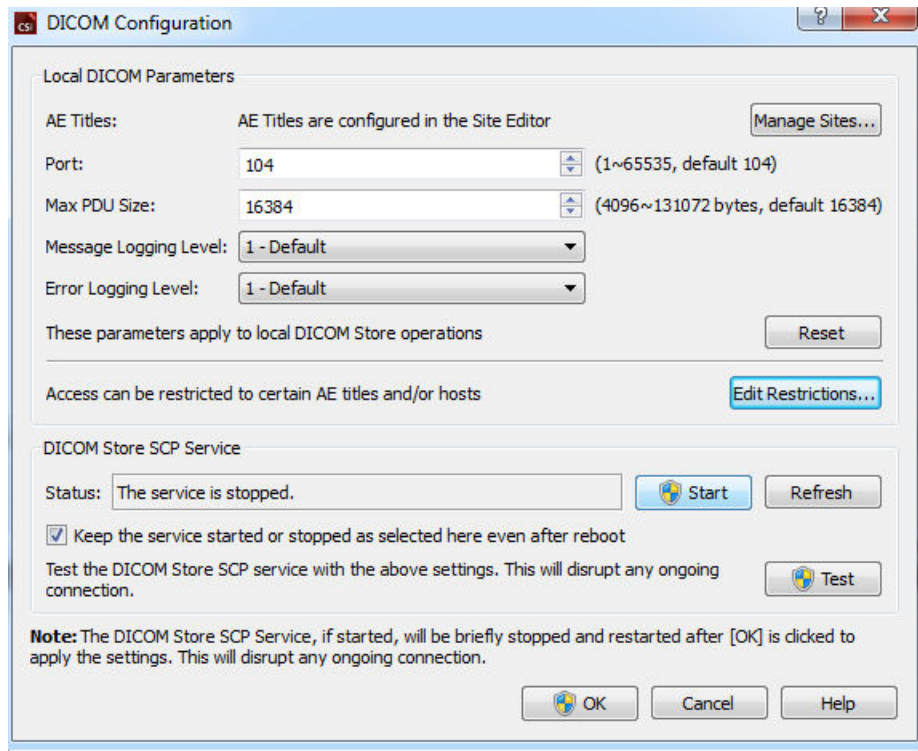 CSi DICOM Configuration ?
Local DICOM Parameters
AE Titles: AE Titles are configured in the Site Editor Manage Sites...
Port: 104 (1~65535, default 104)
Max PDU Size: 16384 (4096~131072 bytes, default 16384)
Message Logging Level: 1 - Default
Error Logging Level: 1 - Default
These parameters apply to local DICOM Store operations Reset
Access can be restricted to certain AE titles and/or hosts Edit Restrictions...
DICOM Store SCP Service
Status: The service is stopped. Start Refresh
Keep the service started or stopped as selected here even after reboot
Test the DICOM Store SCP service with the above settings. This will disrupt any ongoing
connection. Test
Note: The DICOM Store SCP Service, if started, will be briefly stopped and restarted after [OK] is clicked to
apply the settings. This will disrupt any ongoing connection.
OK Cancel Help